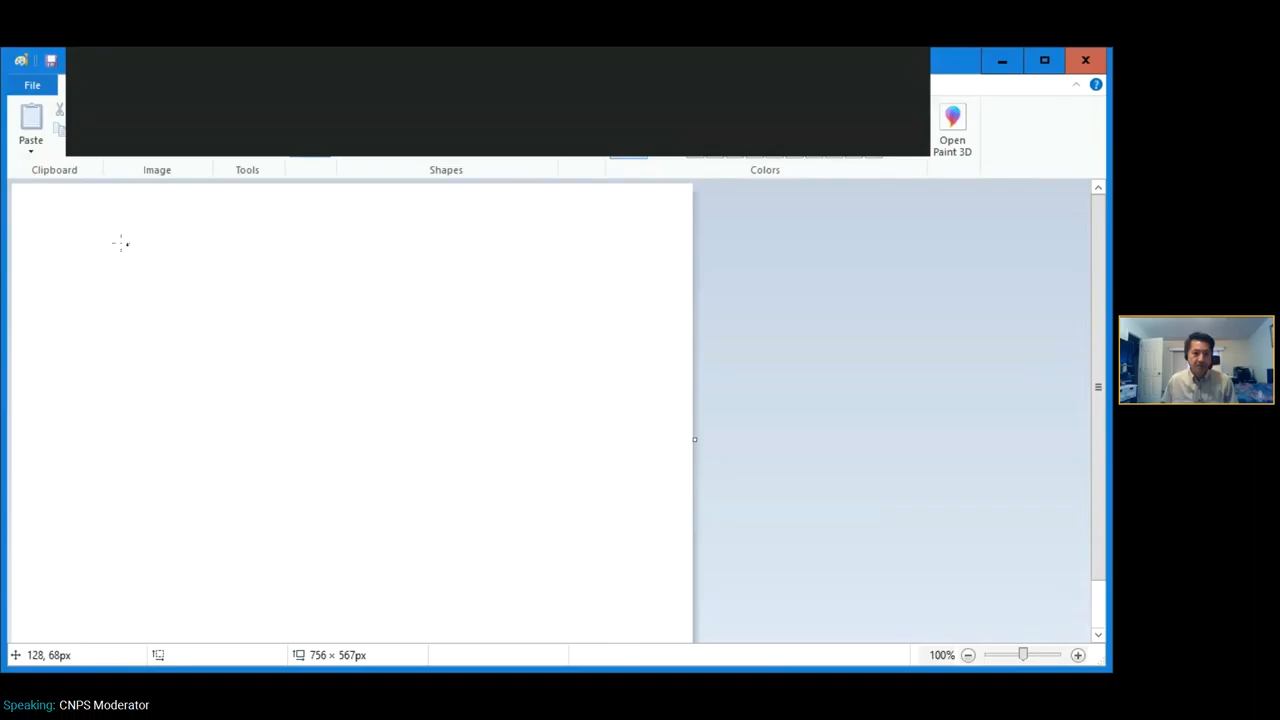 File
Paste
Open
Paint 3D
Clipboard
Image
Tools
Shapes
Colors
128, 68px
756 × 567px
100%
Speaking: CNPS Moderator